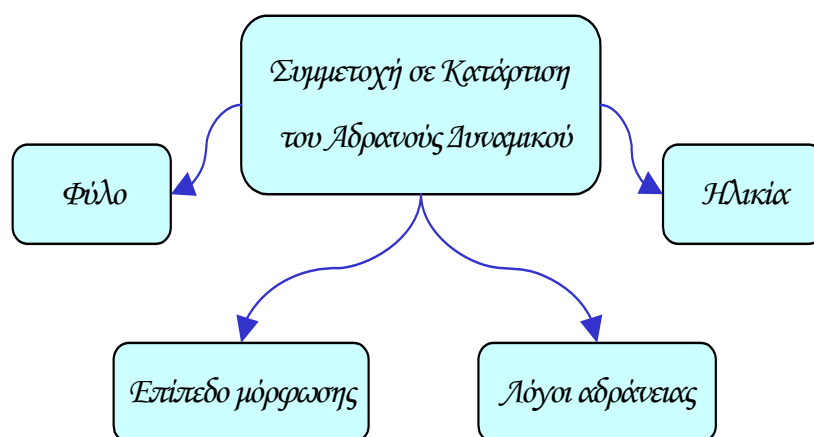 Συμμετοχή σε Κατάρτιση
του Αδρανούς Δυναμικού
Φύλο
Ηλικία
Επίπεδο μόρφωσης
Λόγοι αδράνειας